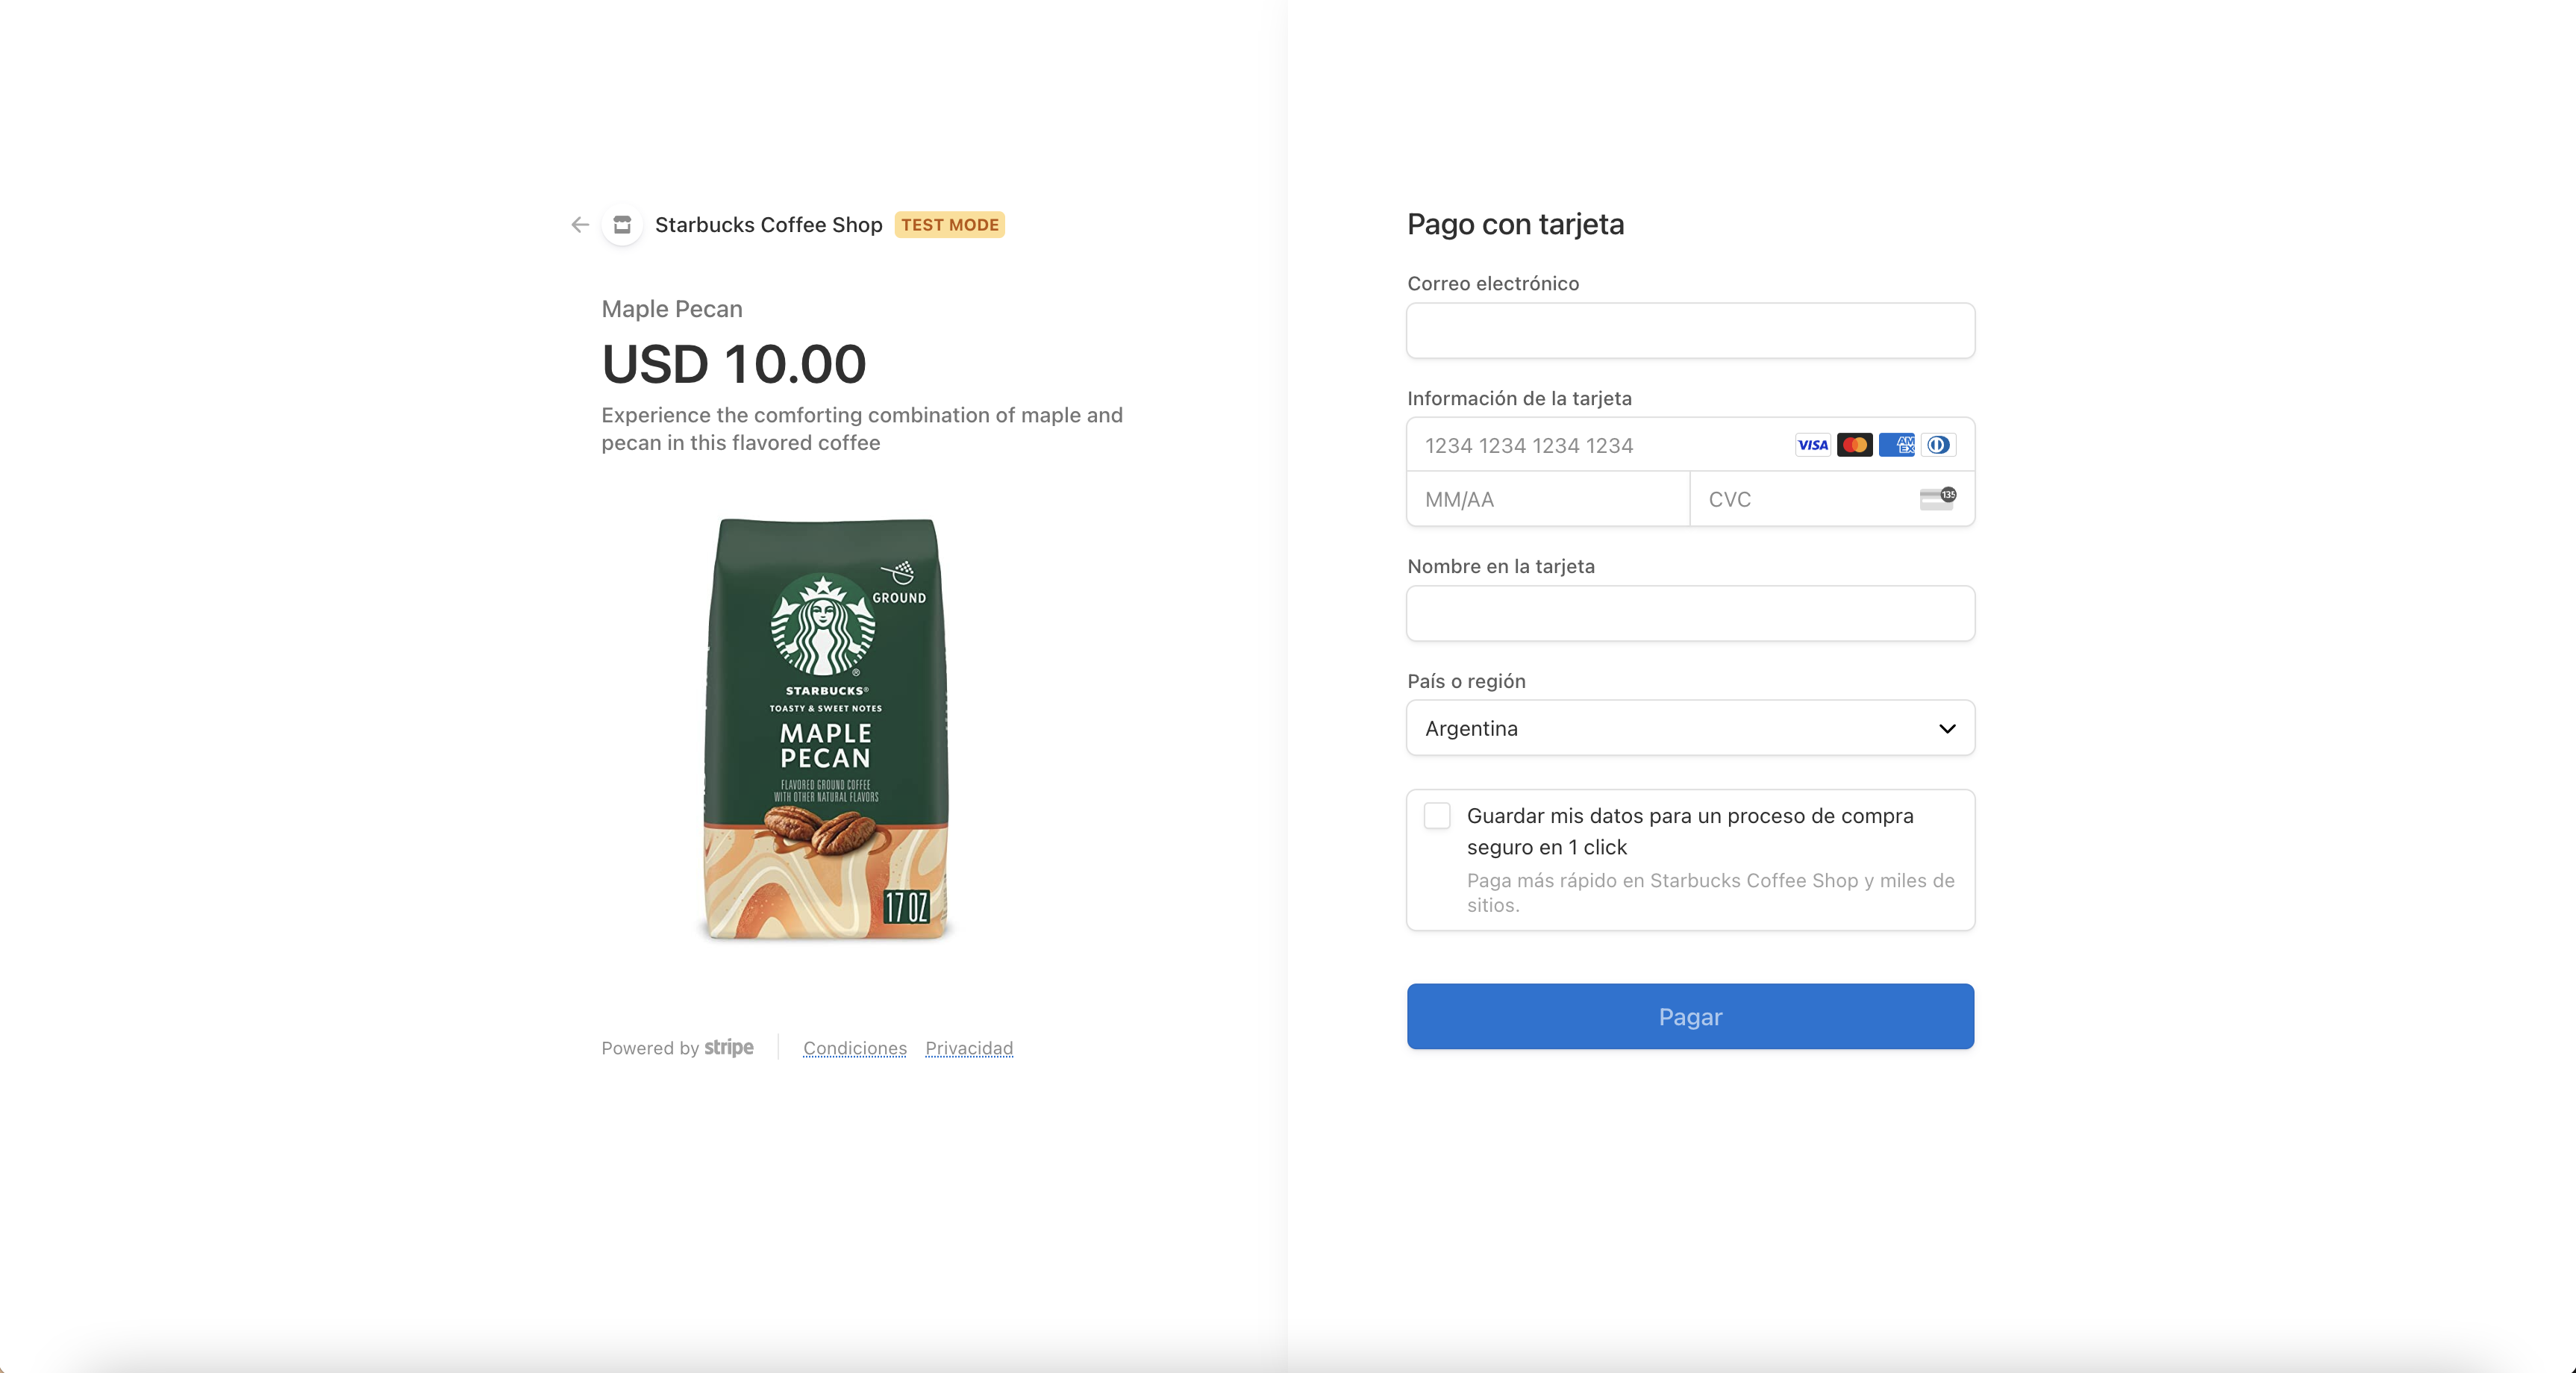 Starbucks Coffee Shop TEST MODE
Maple Pecan
USD 10.00
Experience the comforting combination of maple and
pecan in this flavored coffee
GROUND
STARBUCKS®
TOASTY & SWEET NOTES
MAPLE
PECAN
FLAVORED GROUND COFFEE
WITH OTHER NATURAL FLAVORS
17 OZ
Powered by stripe
Condiciones Privacidad
Pago con tarjeta
Correo electrónico
Información de la tarjeta
1234 1234 1234 1234 VISA AM
EX
MM/AA CVC 135
Nombre en la tarjeta
País o región
Argentina
Guardar mis datos para un proceso de compra
seguro en 1 click
Paga más rápido en Starbucks Coffee Shop y miles de
sitios.
Pagar